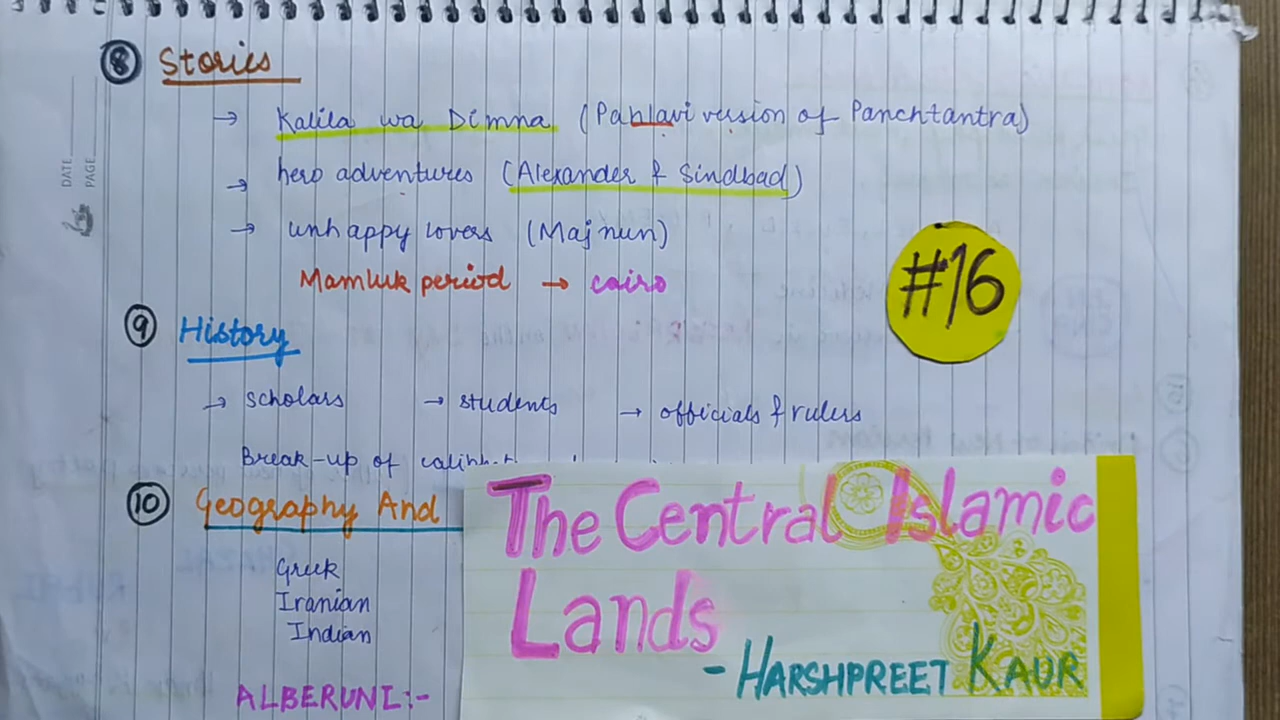 8 Stories
→ Kalila wa Dimna (Pahlavi version of Panchtantra)
→ hero adventures (Alexander & Sindbad)
→ unhappy lovers (Majnun)
Mamluk period → cairo
#16
9 History
→ scholars → students → officials & rulers
Break-up of
10 Geography And
Greek
Iranian
Indian
ALBERUNI:-
The Central Islamic
Lands
- HARSHPREET KAUR
DATE
PAGE